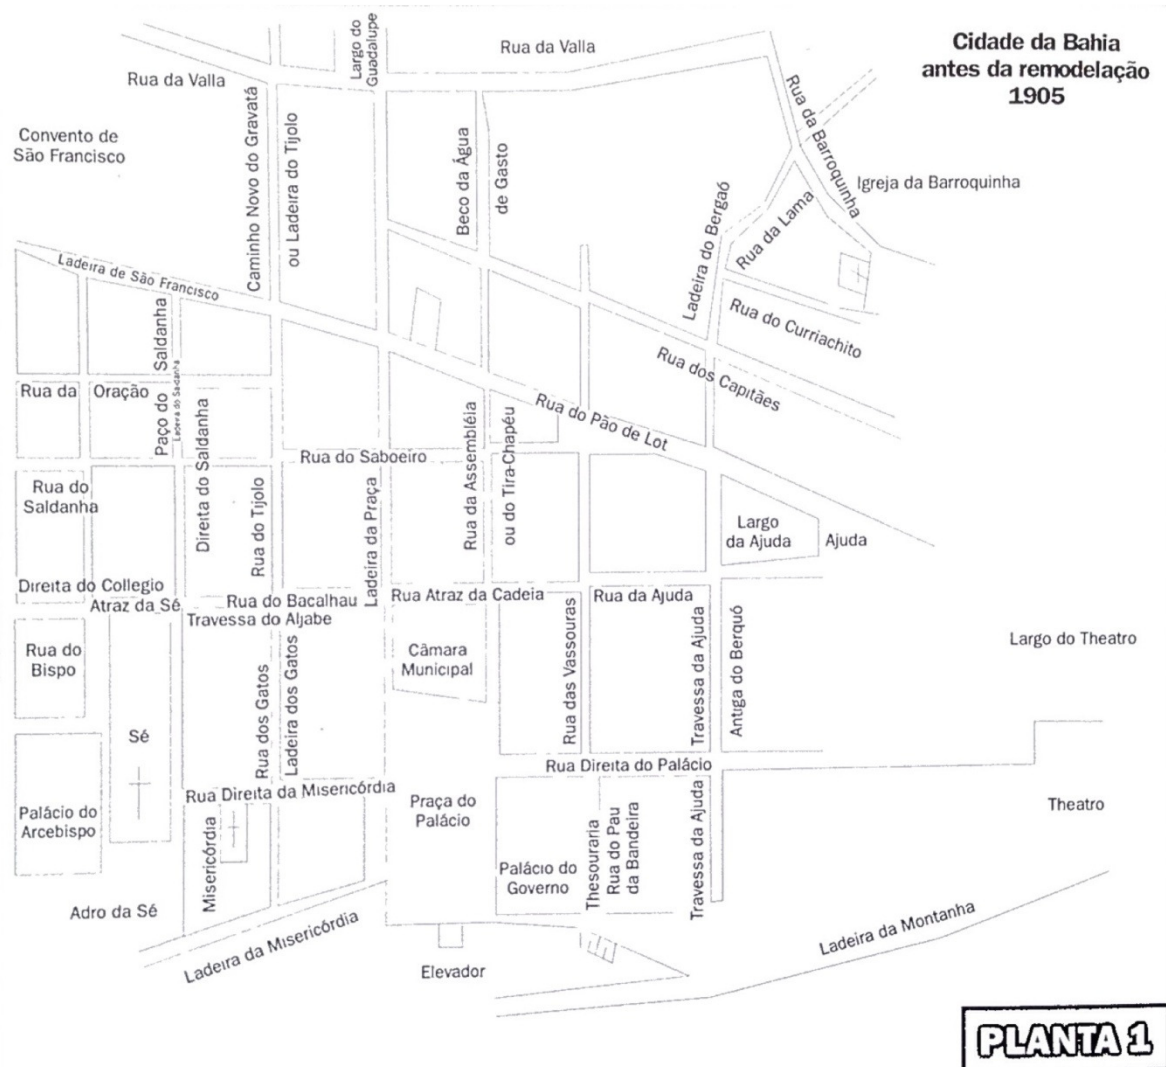 Cidade da Bahia
antes da remodelação
1905
Largo do
Guadalupe
Rua da Valla
Rua da Valla
Convento de
São Francisco
Caminho Novo do Gravatá
ou Ladeira do Tijolo
Beco da Água
de Gasto
Rua da Barroquinha
Igreja da Barroquinha
Ladeira do Bergaó
Rua da Lama
Rua do Curriachito
Ladeira de São Francisco
Rua dos Capitães
Rua da Oração
Paço do Saldanha
Ladeira do Saldanha
Direita do Saldanha
Rua do Tijolo
Rua do Saboeiro
Ladeira da Praça
Rua da Assembléia
ou do Tira-Chapéu
Rua do Pão de Lot
Rua do
Saldanha
Largo
da Ajuda
Ajuda
Direita do Collegio
Atraz da Sé
Rua do Bacalhau
Travessa do Aljabe
Rua Atraz da Cadeia
Rua da Ajuda
Rua do
Bispo
Câmara
Municipal
Rua das Vassouras
Travessa da Ajuda
Antiga do Berquó
Largo do Theatro
Sé
Rua dos Gatos
Ladeira dos Gatos
Rua Direita do Palácio
Rua Direita da Misericórdia
Palácio do
Arcebispo
Misericórdia
Praça do
Palácio
Palácio do
Governo
Thesouraria
Rua do Pau
da Bandeira
Travessa da Ajuda
Theatro
Adro da Sé
Ladeira da Misericórdia
Elevador
Ladeira da Montanha
PLANTA 1